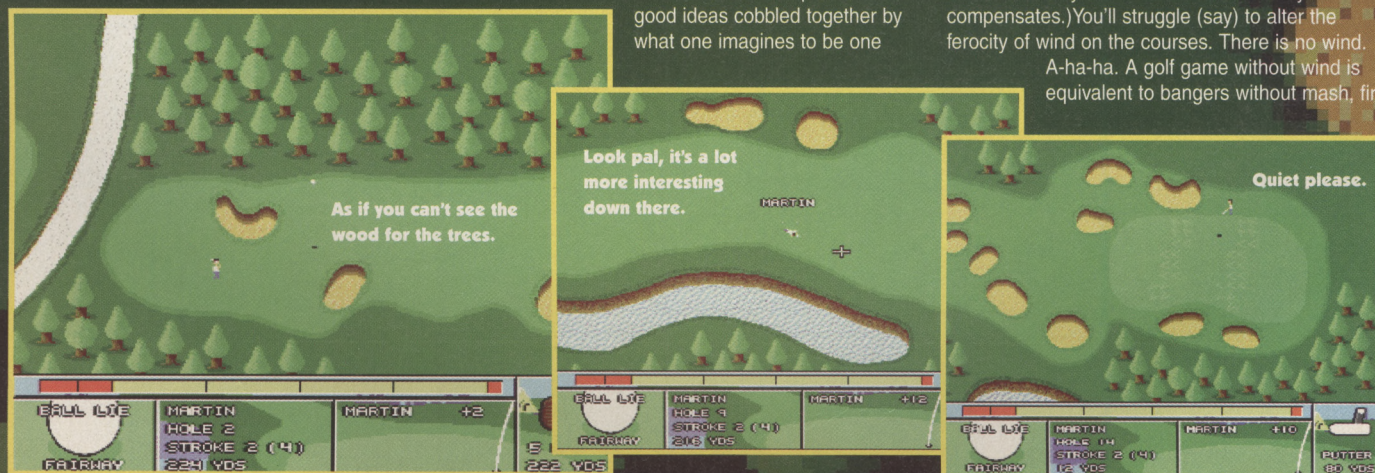 good ideas cobbled together by
what one imagines to be one
compensates.)You'll struggle (say) to alter the
ferocity of wind on the courses. There is no wind.
A-ha-ha. A golf game without wind is
equivalent to bangers without mash,
As if you can't see the
wood for the trees.
BALL LIE
FAIRWAY
MARTIN
HOLE 2
STROKE 2 (4)
224 YDS
MARTIN +2
222 YDS
Look pal, it's a lot
more interesting
down there.
MARTIN
BALL LIE
FAIRWAY
MARTIN
HOLE 9
STROKE 2 (4)
216 YDS
MARTIN +12
Quiet please.
BALL LIE
FAIRWAY
MARTIN
HOLE 14
STROKE 2 (4)
12 YDS
MARTIN +10
PUTTER
80 YDS